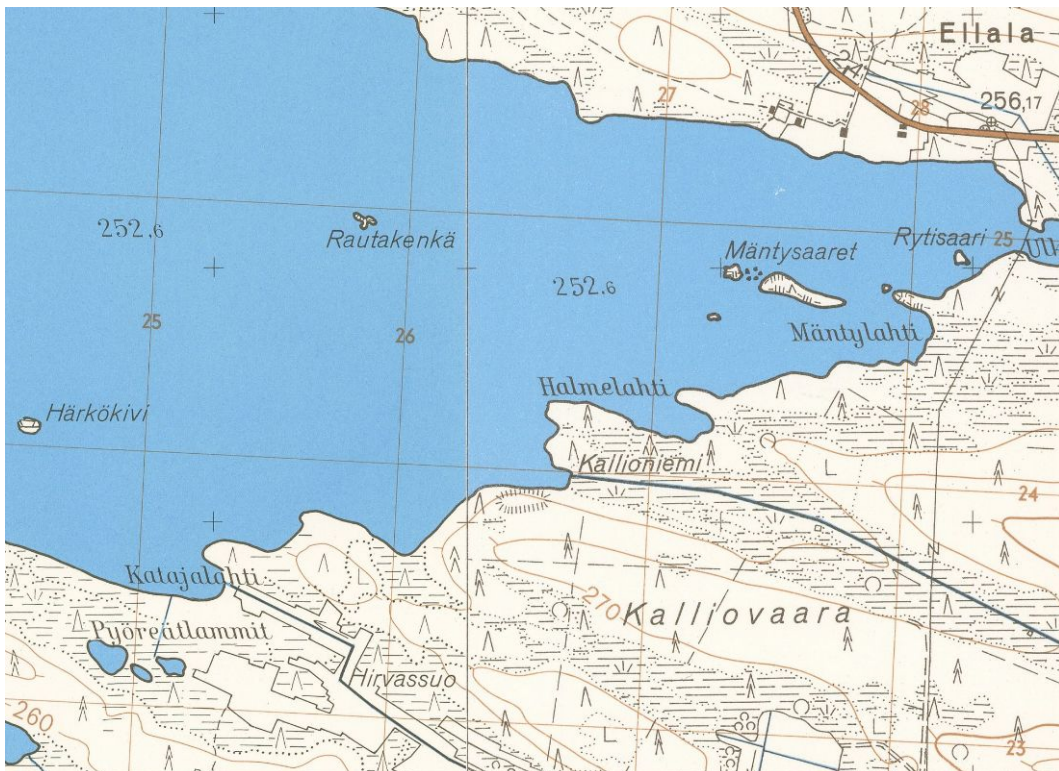 Ellala
27
28
256,17
252.6
Rautakenkä
Mäntysaaret
Rytisaari
25
252.6
25
26
Mäntylahti
Halmelahti
Härkökivi
Kallioniemi
24
Katajalahti
270
Kalliovaara
Pyöreätlammit
Hirvassuo
260
23